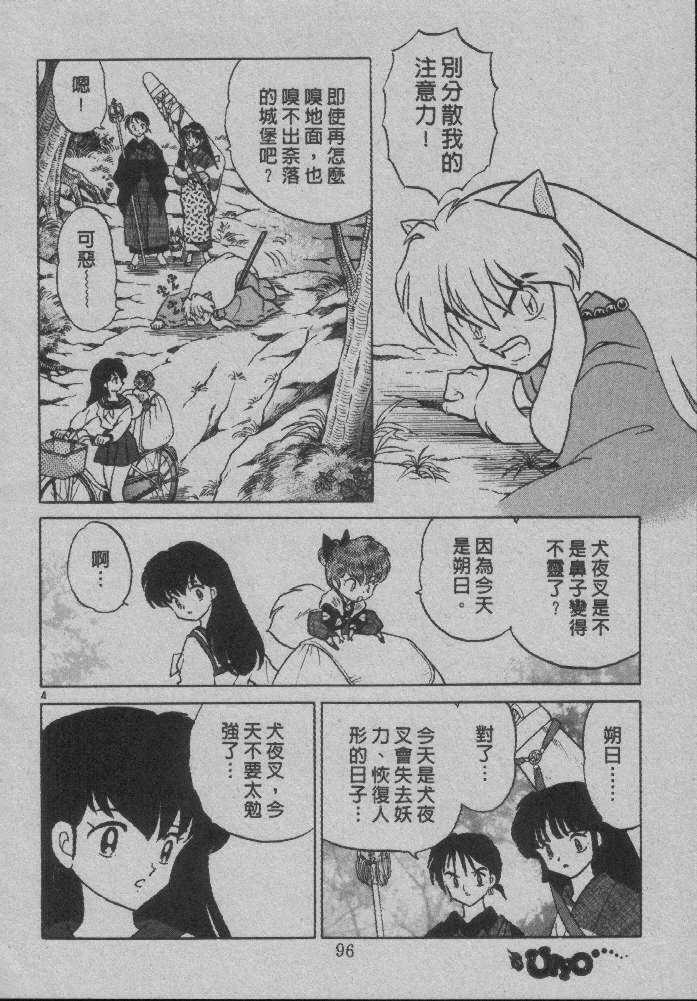 別分散我的
注意力！
即使再怎麼
嗅地面，也
嗅不出奈落
的城堡吧？
嗯！
可惡～～～
犬夜叉是不
是鼻子變得
不靈了？
因為今天
是朔日。
啊…
4
朔日……
對了…
今天是犬夜
叉會失去妖
力、恢復人
形的日子…
犬夜叉，今
天不要太勉
強了…
96